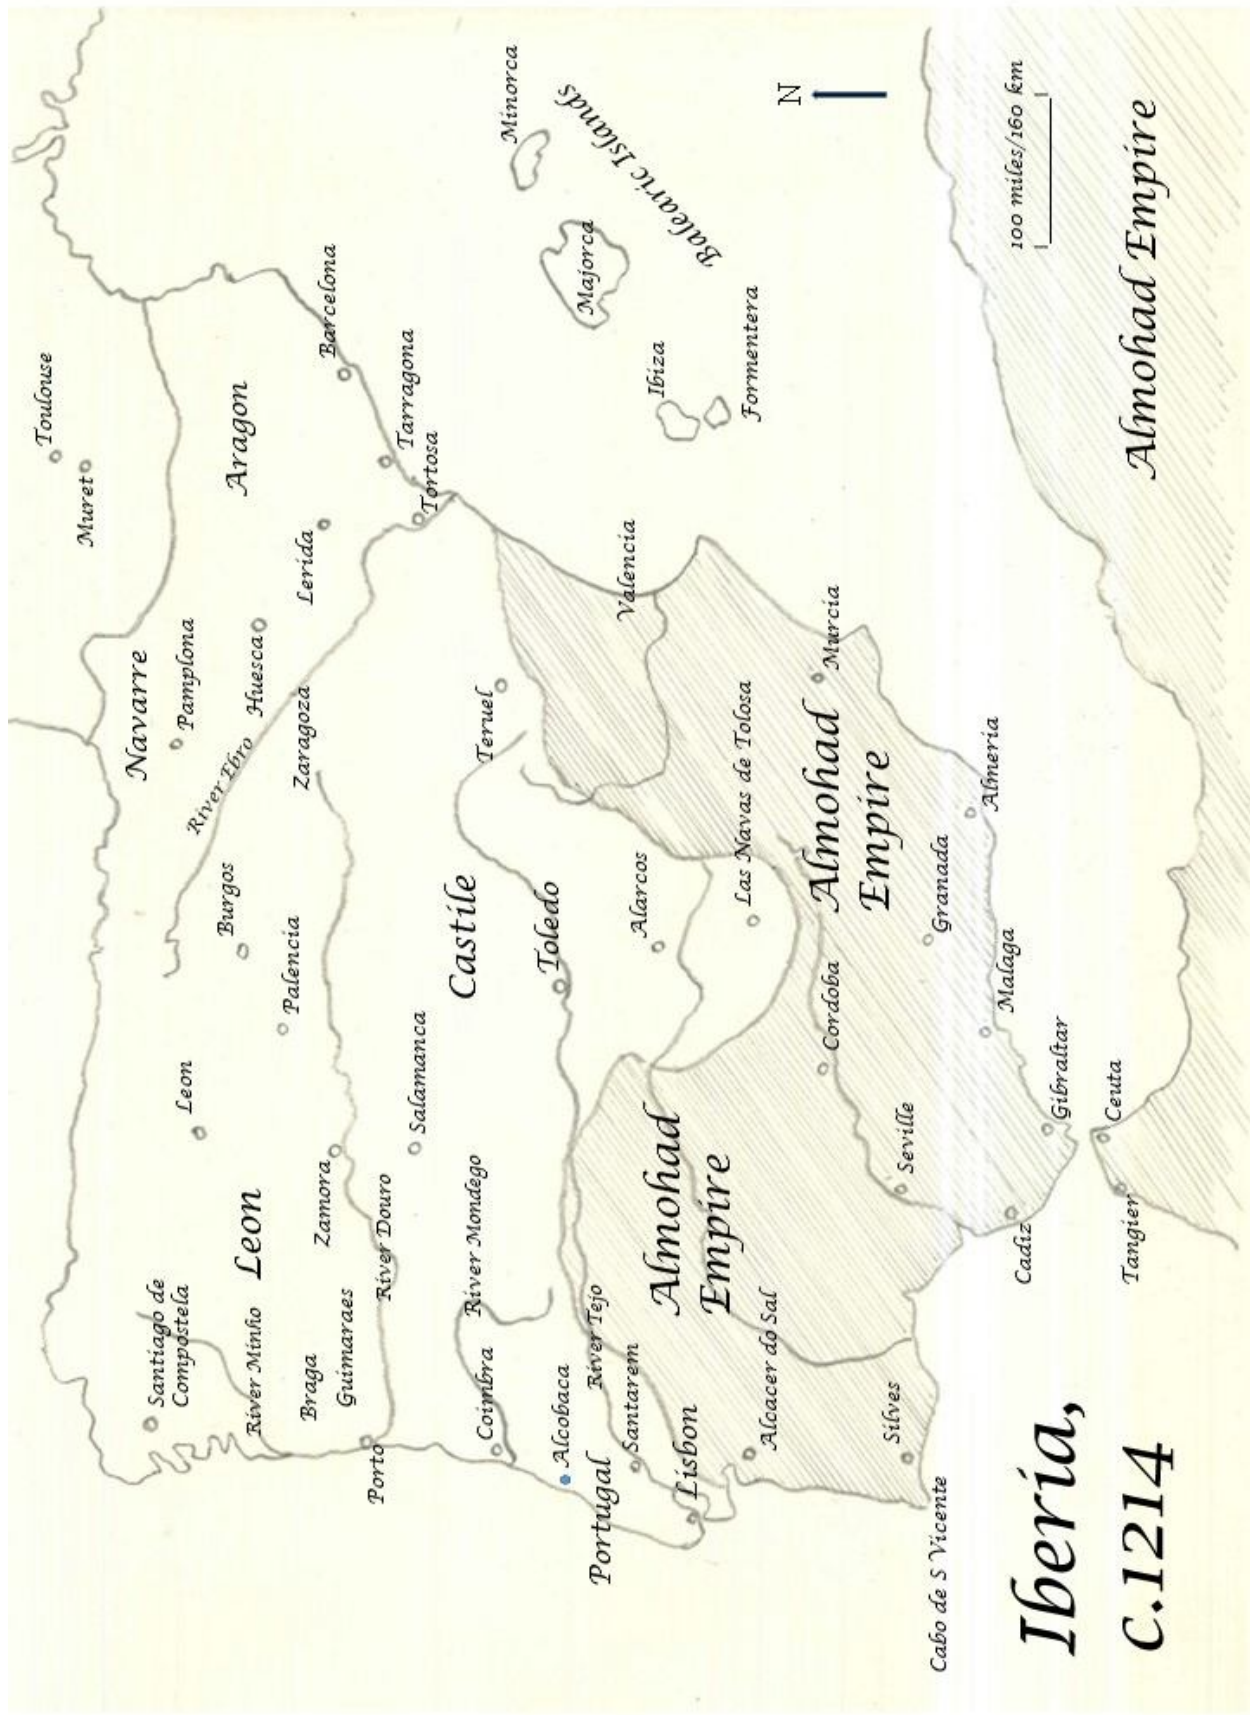 Toulouse
Muret
Navarre
Pamplona
Aragon
Huesca
Lerida
Barcelona
Tarragona
Tortosa
River Ebro
Zaragoza
Burgos
Palencia
Leon
Leon
Santiago de
Compostela
River Minho
Braga
Guimaraes
Zamora
River Douro
Porto
Salamanca
River Mondego
Coimbra
Castile
Teruel
Toledo
Alcobaca
Portugal
River Tejo
Santarem
Lisbon
Alcacer do Sal
Almohad
Empire
Alarcos
Las Navas de Tolosa
Valencia
Murcia
Almohad
Empire
Cordoba
Seville
Granada
Almeria
Malaga
Silves
Cabo de S Vicente
Cadiz
Gibraltar
Ceuta
Tangier
Minorca
Majorca
Balearic Islands
Ibiza
Formentera
N
100 miles/160 km
Almohad Empire
Iberia,
c.1214